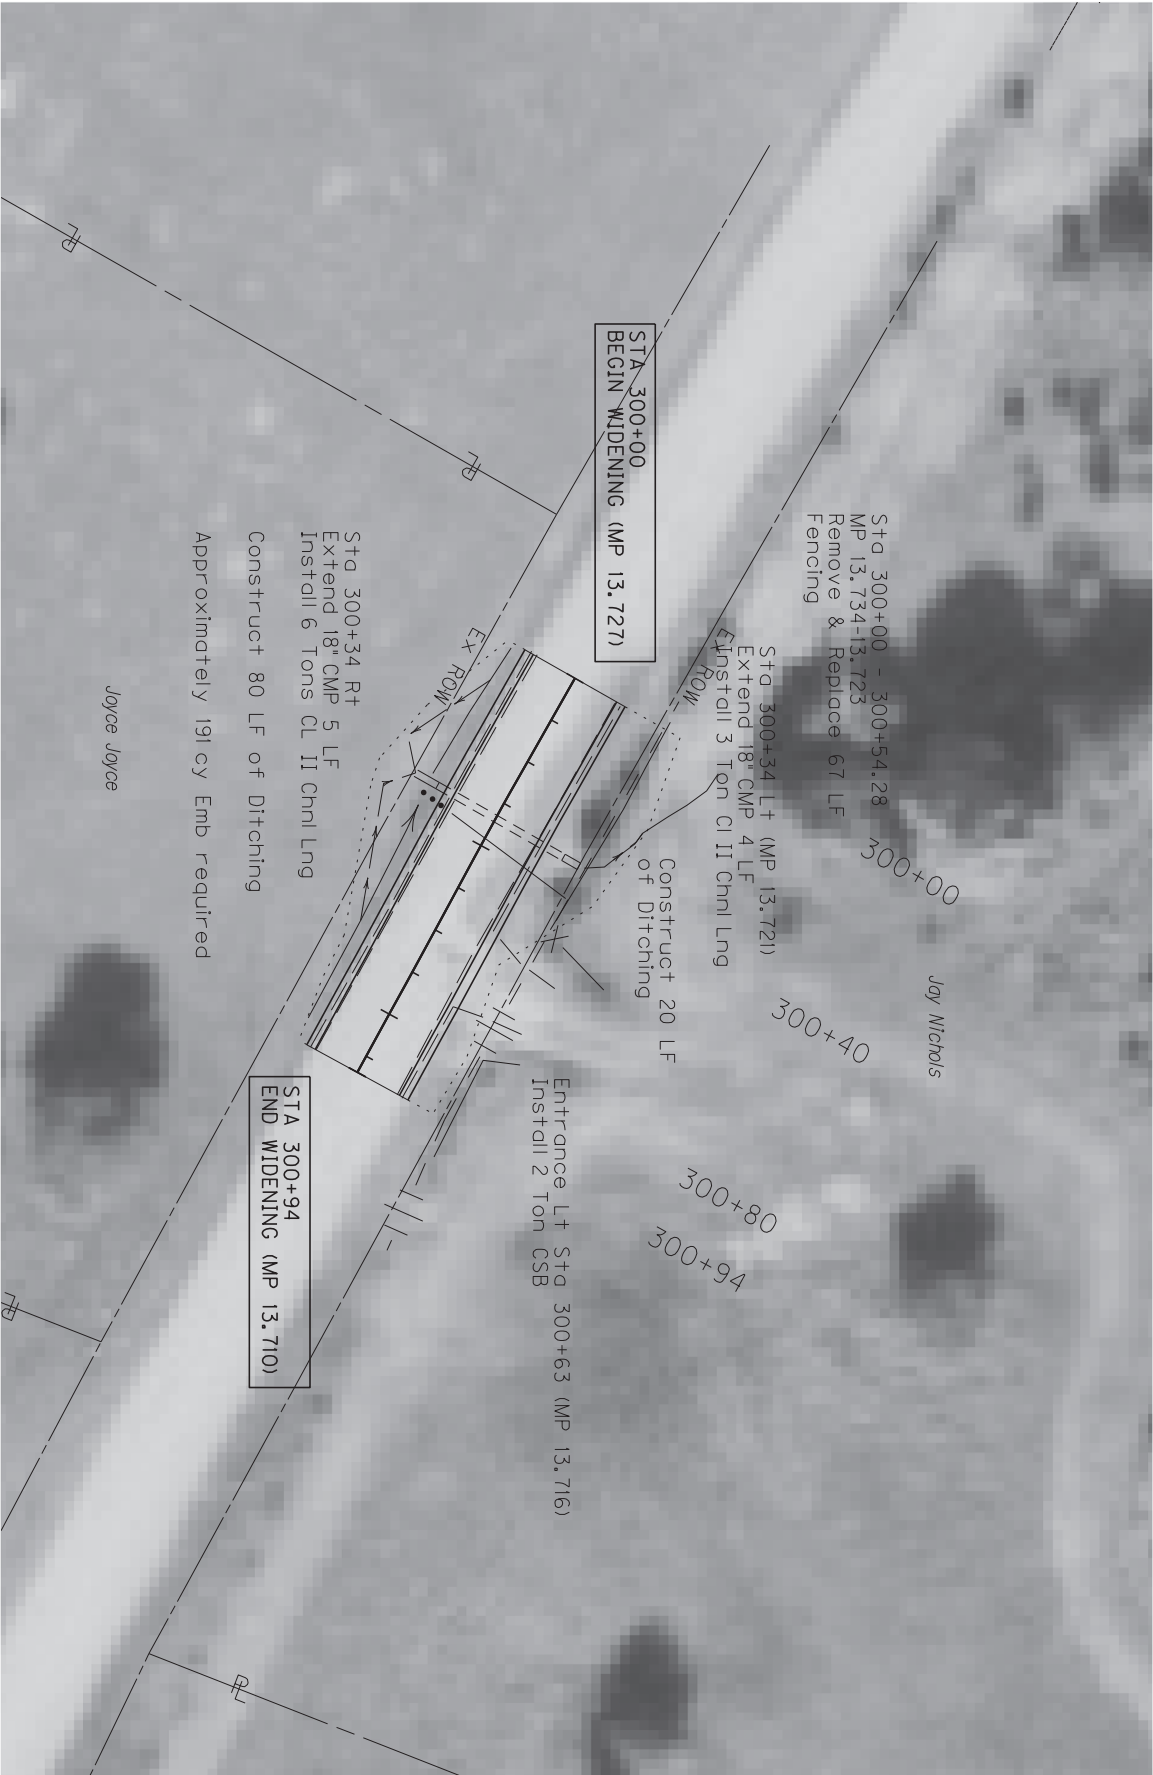 Sta 300+00 - 300+54.28
MP 13.734-13.723
Remove & Replace 67 LF
Fencing
STA 300+00
BEGIN WIDENING (MP 13.727)
Sta 300+34 Lt (MP 13.721)
Extend 18" CMP 4 LF
Install 3 Ton Cl II Chnl Lng
Ex ROW
Construct 20 LF
of Ditching
300+00
Jay Nichols
300+40
300+80
300+94
Entrance Lt Sta 300+63 (MP 13.716)
Install 2 Ton CSB
Ex ROW
Sta 300+34 Rt
Extend 18" CMP 5 LF
Install 6 Tons CL II Chnl Lng
Construct 80 LF of Ditching
Approximately 191 cy Emb required
Joyce Joyce
STA 300+94
END WIDENING (MP 13.710)
PL
PL
PL
PL